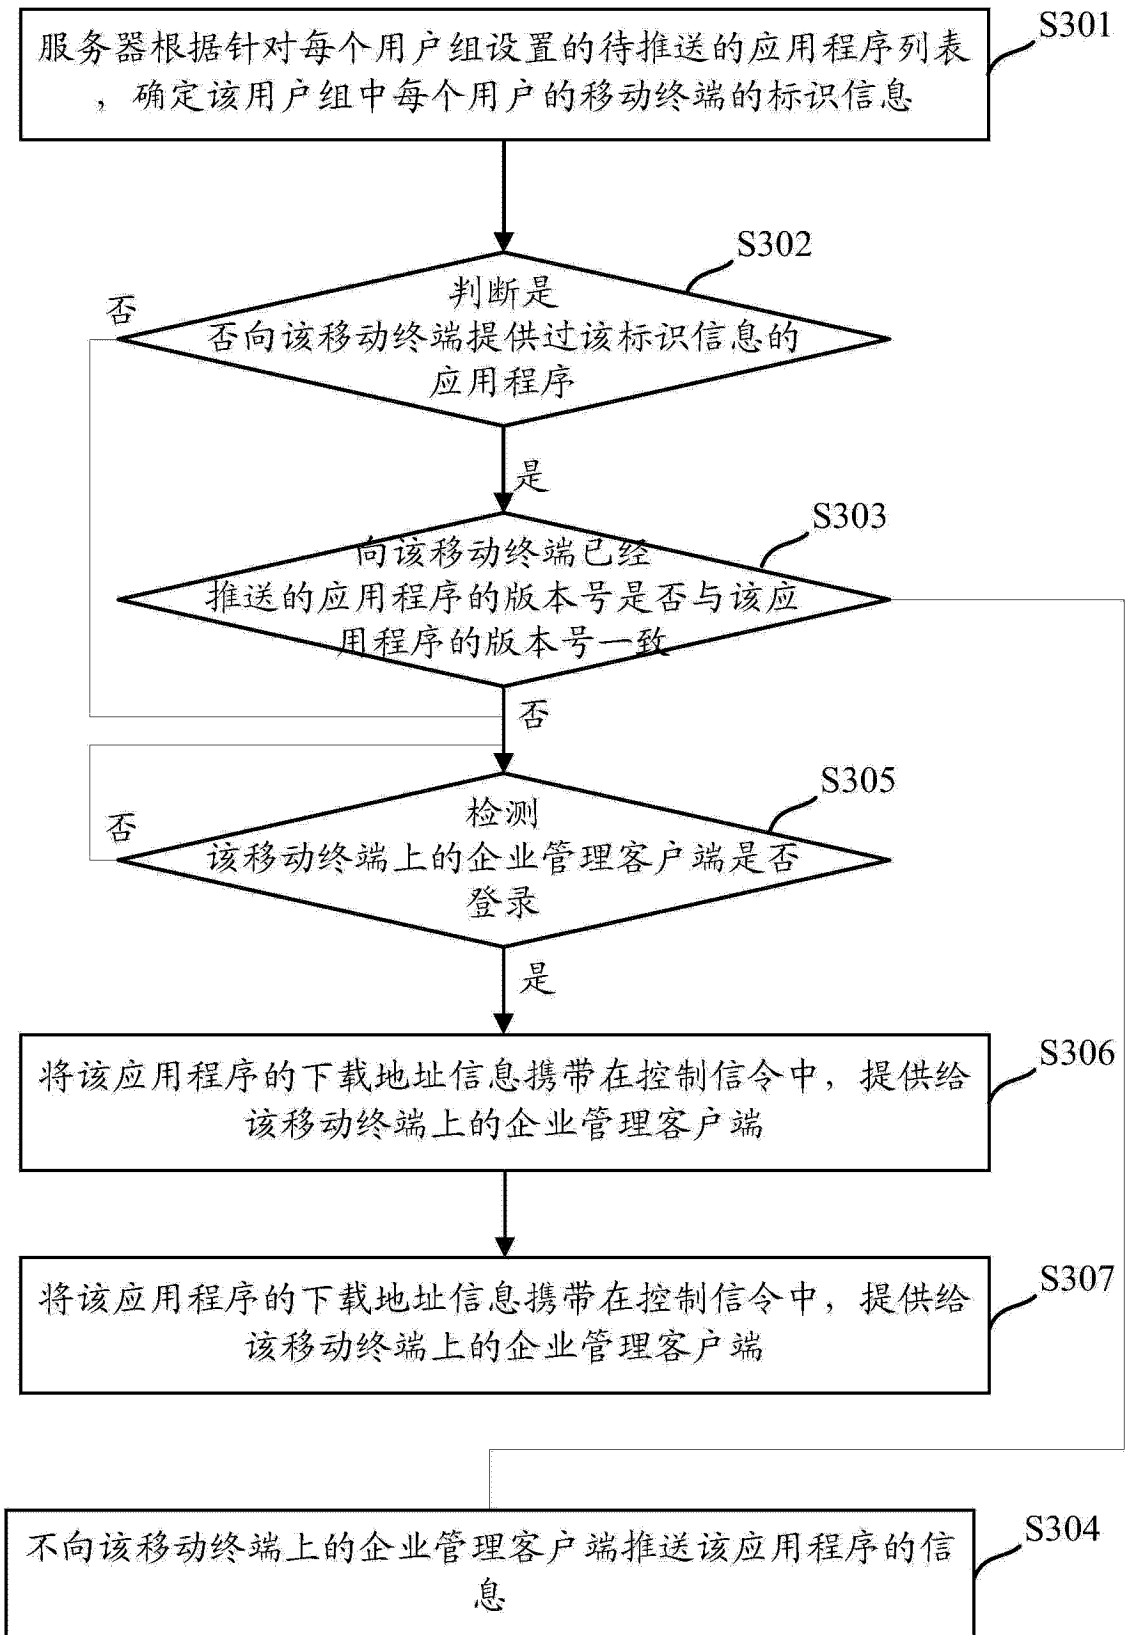 服务器根据针对每个用户组设置的待推送的应用程序列表
,确定该用户组中每个用户的移动终端的标识信息
S301
S302
判断是
否向该移动终端提供过该标识信息的
应用程序
否
是
S303
向该移动终端已经
推送的应用程序的版本号是否与该应
用程序的版本号一致
否
S305
检测
该移动终端上的企业管理客户端是否
登录
否
是
S306
将该应用程序的下载地址信息携带在控制信令中，提供给
该移动终端上的企业管理客户端
S307
将该应用程序的下载地址信息携带在控制信令中，提供给
该移动终端上的企业管理客户端
S304
不向该移动终端上的企业管理客户端推送该应用程序的信
息